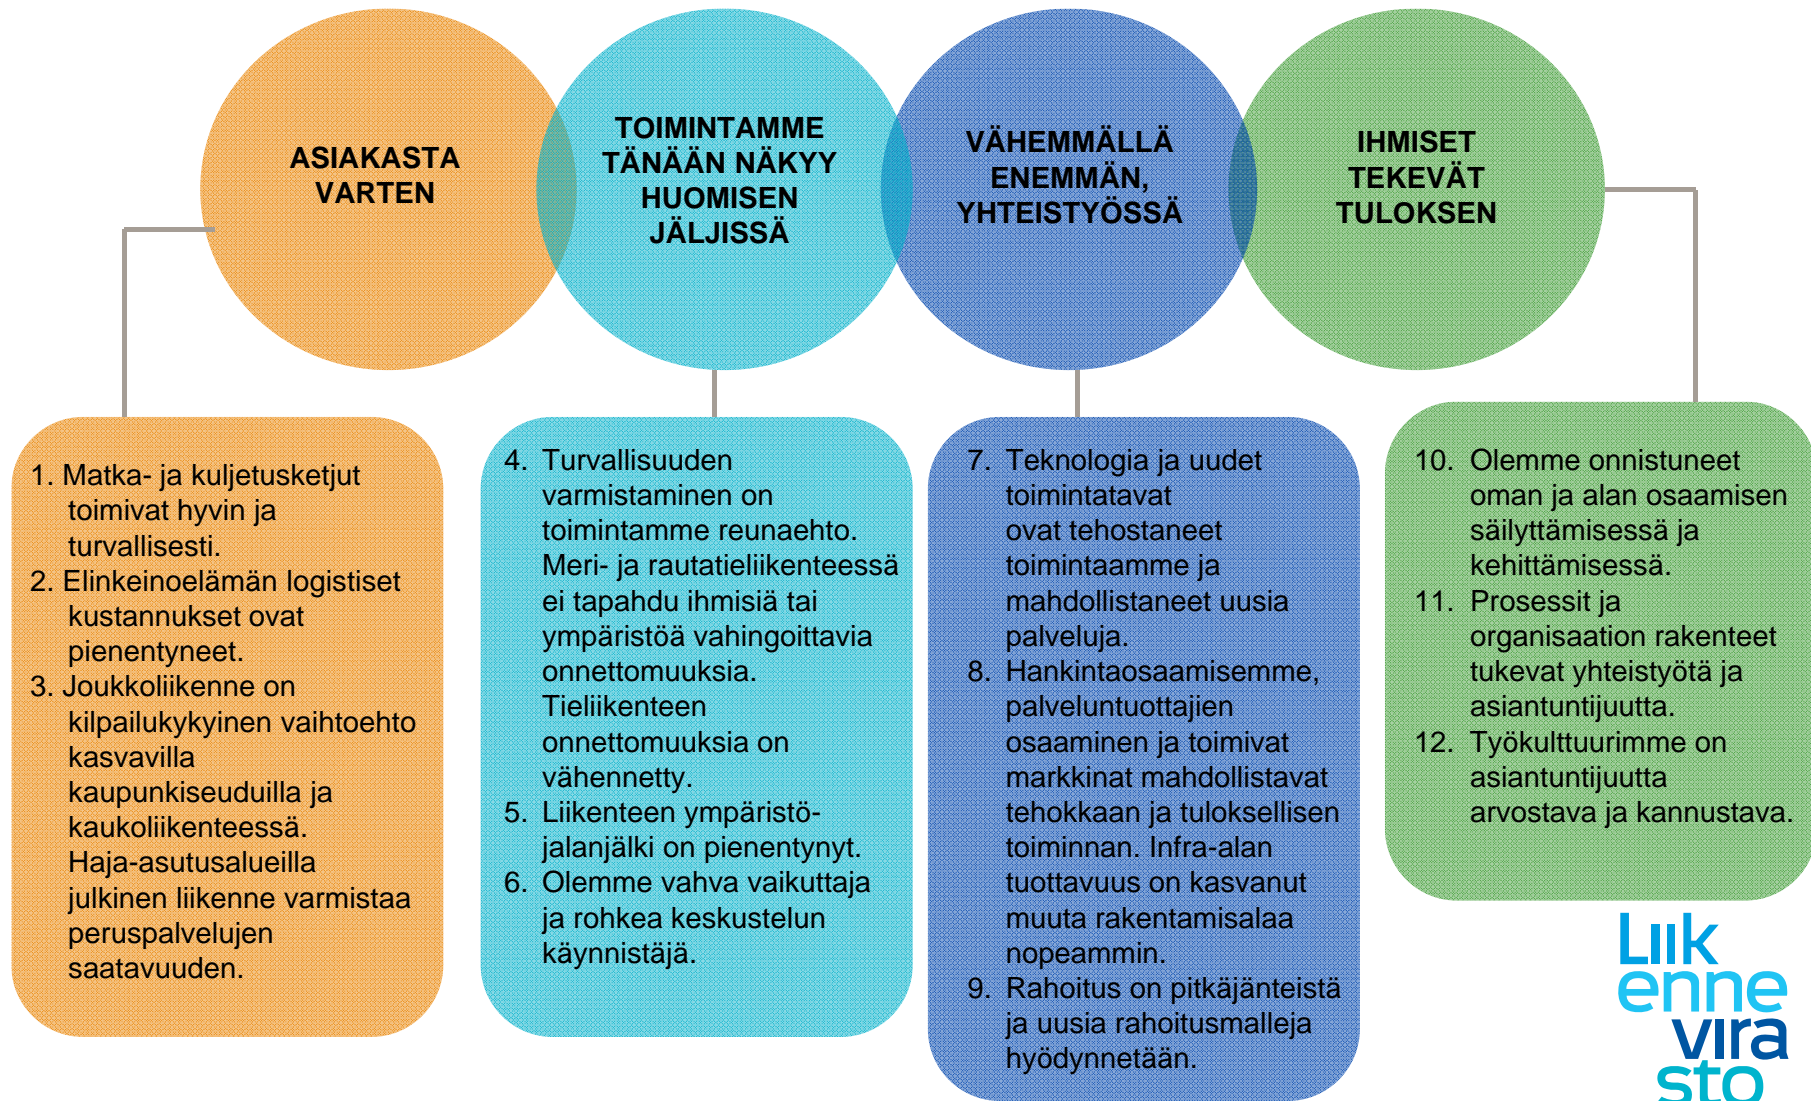 ASIAKASTA
VARTEN
TOIMINTAMME
TÄNÄÄN NÄKYY
HUOMISEN
JÄLJISSÄ
VÄHEMMÄLLÄ
ENEMMÄN,
YHTEISTYÖSSÄ
IHMISET
TEKEVÄT
TULOKSEN
1. Matka- ja kuljetusketjut
toimivat hyvin ja
turvallisesti.
2. Elinkeinoelämän logistiset
kustannukset ovat
pienentyneet.
3. Joukkoliikenne on
kilpailukykyinen vaihtoehto
kasvavilla
kaupunkiseuduilla ja
kaukoliikenteessä.
Haja-asutusalueilla
julkinen liikenne varmistaa
peruspalvelujen
saatavuuden.
4. Turvallisuuden
varmistaminen on
toimintamme reunaehto.
Meri- ja rautatieliikenteessä
ei tapahdu ihmisiä tai
ympäristöä vahingoittavia
onnettomuuksia.
Tieliikenteen
onnettomuuksia on
vähennetty.
5. Liikenteen ympäristö-
jalanjälki on pienentynyt.
6. Olemme vahva vaikuttaja
ja rohkea keskustelun
käynnistäjä.
7. Teknologia ja uudet
toimintatavat
ovat tehostaneet
toimintaamme ja
mahdollistaneet uusia
palveluja.
8. Hankintaosaamisemme,
palveluntuottajien
osaaminen ja toimivat
markkinat mahdollistavat
tehokkaan ja tuloksellisen
toiminnan. Infra-alan
tuottavuus on kasvanut
muuta rakentamisalaa
nopeammin.
9. Rahoitus on pitkäjänteistä
ja uusia rahoitusmalleja
hyödynnetään.
10. Olemme onnistuneet
oman ja alan osaamisen
säilyttämisessä ja
kehittämisessä.
11. Prosessit ja
organisaation rakenteet
tukevat yhteistyötä ja
asiantuntijuutta.
12. Työkulttuurimme on
asiantuntijuutta
arvostava ja kannustava.
Liik
enne
vira
sto